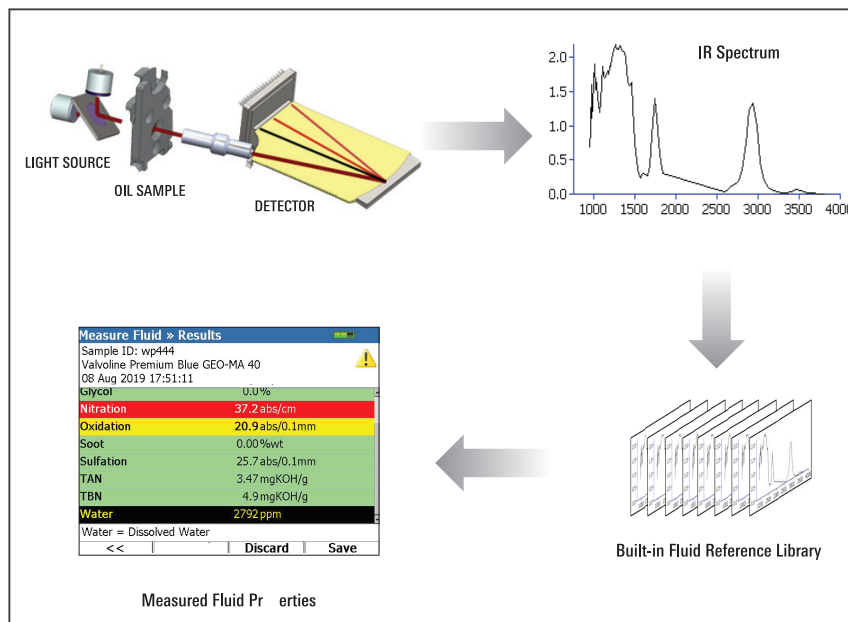 IR Spectrum
2.0
1.5
1.0
0.5
0.0
1000 1500 2000 2500 3000 3500 4000
LIGHT SOURCE
OIL SAMPLE
DETECTOR
Measure Fluid » Results
Sample ID: wp444
Valvoline Premium Blue GEO-MA 40
08 Aug 2019 17:51:11
Glycol 0.0%
Nitration 37.2 abs/cm
Oxidation 20.9 abs/0.1mm
Soot 0.00 %wt
Sulfation 25.7 abs/0.1mm
TAN 3.47 mgKOH/g
TBN 4.9 mgKOH/g
Water 2792 ppm
Water = Dissolved Water
<< Discard Save
Built-in Fluid Reference Library
Measured Fluid Pr erties